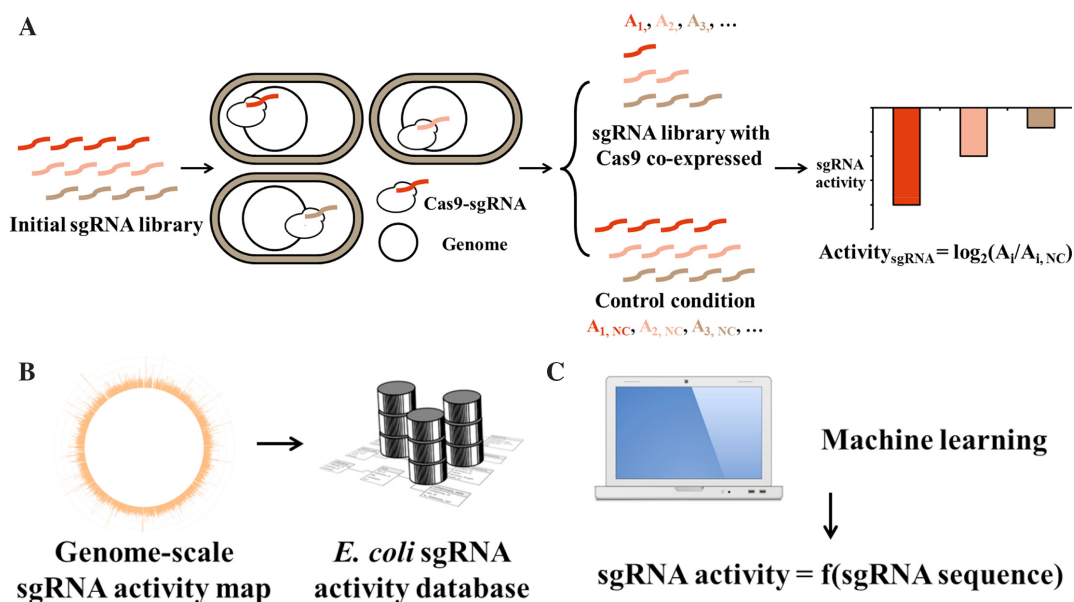 A
A1,, A2,, A3,, ...
sgRNA library with
Cas9 co-expressed
Initial sgRNA library
Cas9-sgRNA
Genome
sgRNA
activity
ActivitysgRNA = log2(Ai/Ai, NC)
Control condition
A1, NC, A2, NC, A3, NC, ...
B
Genome-scale
sgRNA activity map
E. coli sgRNA
activity database
C
Machine learning
sgRNA activity = f(sgRNA sequence)